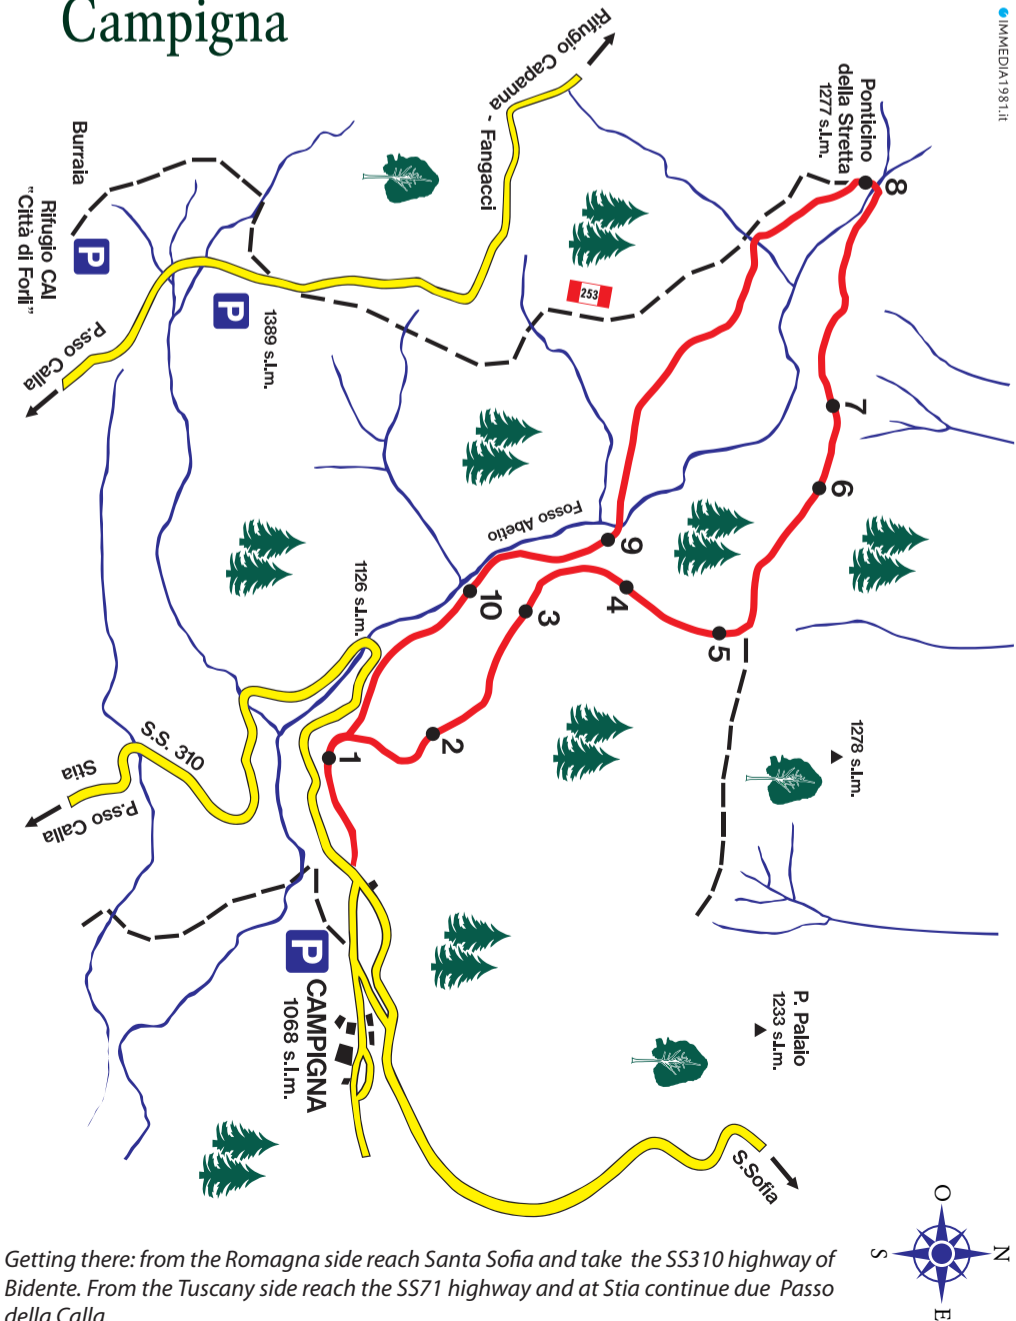 Campigna
IMMEDIA1981.it
Rifugio Capanna
- Fangacci
Ponticino
della Stretta
1277 s.l.m.
8
Burraia
Rifugio CAI
"Città di Forlì"
P
P
1389 s.l.m.
P.sso Calla
253
7
6
Fosso Abetio
9
10
3
4
5
1126 s.l.m.
2
1
1278 s.l.m.
S.S. 310
Stia
P.sso Calla
P
CAMPIGNA
1068 s.l.m.
P. Palaio
1233 s.l.m.
S.Sofia
O
N
S
E
Getting there: from the Romagna side reach Santa Sofia and take the SS310 highway of
Bidente. From the Tuscany side reach the SS71 highway and at Stia continue due Passo
della Calla